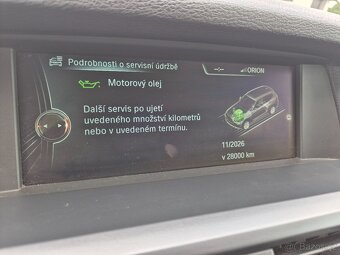 Podrobnosti o servisní údržbě
-:-- ORION
Motorový olej
Další servis po ujetí
uvedeného množství kilometrů
nebo v uvedeném termínu.
11/2026
v 28000 km